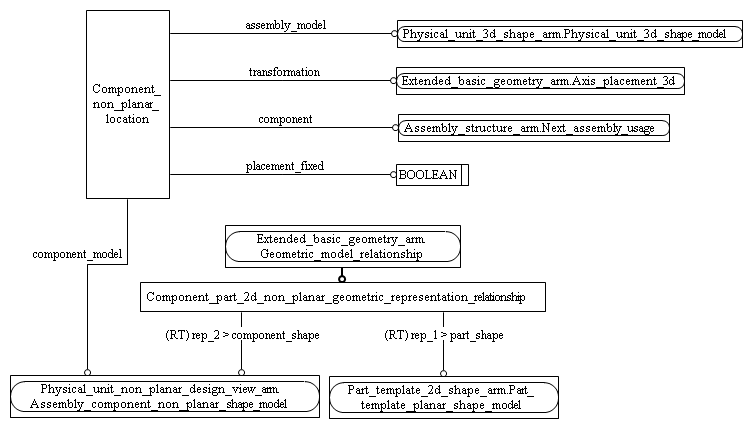 assembly_model
Physical_unit_3d_shape_arm.Physical_unit_3d_shape_model
transformation
Extended_basic_geometry_arm.Axis_placement_3d
Component_
non_planar_
location
component
Assembly_structure_arm.Next_assembly_usage
placement_fixed
BOOLEAN
component_model
Extended_basic_geometry_arm.
Geometric_model_relationship
Component_part_2d_non_planar_geometric_representation_relationship
(RT) rep_2 > component_shape
(RT) rep_1 > part_shape
Physical_unit_non_planar_design_view_arm.
Assembly_component_non_planar_shape_model
Part_template_2d_shape_arm.Part_
template_planar_shape_model